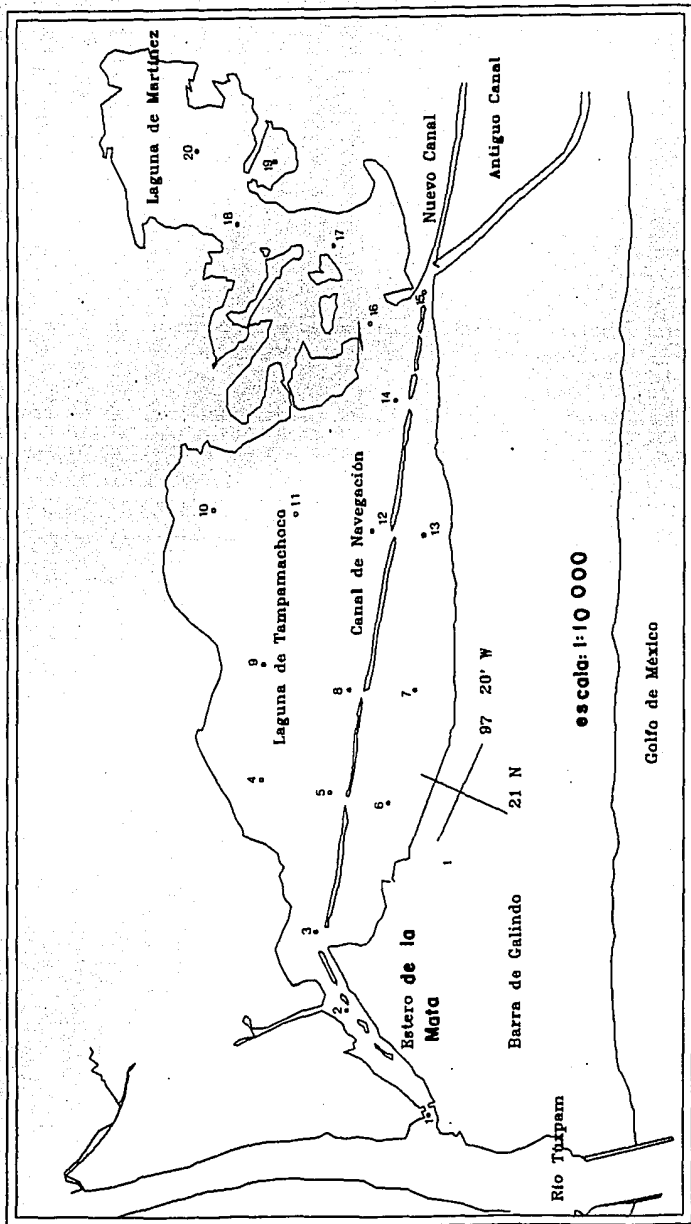 Laguna de Martínez
20
19
18
17
16
15
14
Nuevo Canal
Antiguo Canal
10
11
12
13
Laguna de Tampamachoco
Canal de Navegación
9
8
7
4
5
6
97 20' W
21 N
1
3
2
Estero de la
Mata
1
Barra de Galindo
Río Túxpam
escala: 1:10 000
Golfo de México